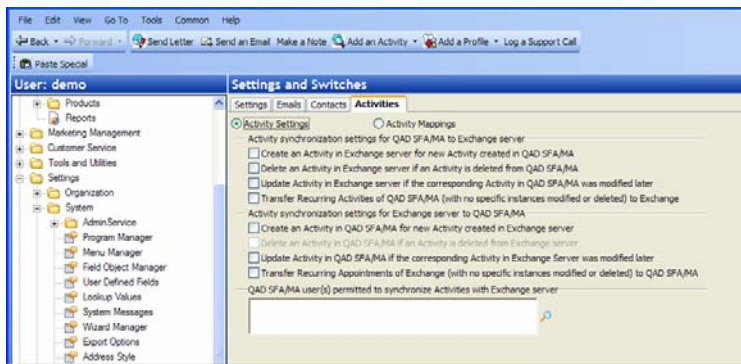 File Edit View Go To Tools Common Help
Back Forward Send Letter Send an Email Make a Note Add an Activity Add a Profile Log a Support Call
Paste Special
User: demo
Products
Reports
Marketing Management
Customer Service
Tools and Utilities
Settings
Organization
System
AdminService
Program Manager
Menu Manager
Field Object Manager
User Defined Fields
Lookup Values
System Messages
Wizard Manager
Export Options
Address Style
Settings and Switches
Settings Emails Contacts Activities
Activity Settings Activity Mappings
Activity synchronization settings for QAD SFA/MA to Exchange server
Create an Activity in Exchange server for new Activity created in QAD SFA/MA
Delete an Activity in Exchange server if an Activity is deleted from QAD SFA/MA
Update Activity in Exchange server if the corresponding Activity in QAD SFA/MA was modified later
Transfer Recurring Activities of QAD SFA/MA (with no specific instances modified or deleted) to Exchange
Activity synchronization settings for Exchange server to QAD SFA/MA
Create an Activity in QAD SFA/MA for new Activity created in Exchange server
Delete an Activity in QAD SFA/MA if an Activity is deleted from Exchange server
Update Activity in QAD SFA/MA if the corresponding Activity in Exchange Server was modified later
Transfer Recurring Appointments of Exchange (with no specific instances modified or deleted) to QAD SFA/MA
QAD SFA/MA user(s) permitted to synchronize Activities with Exchange server